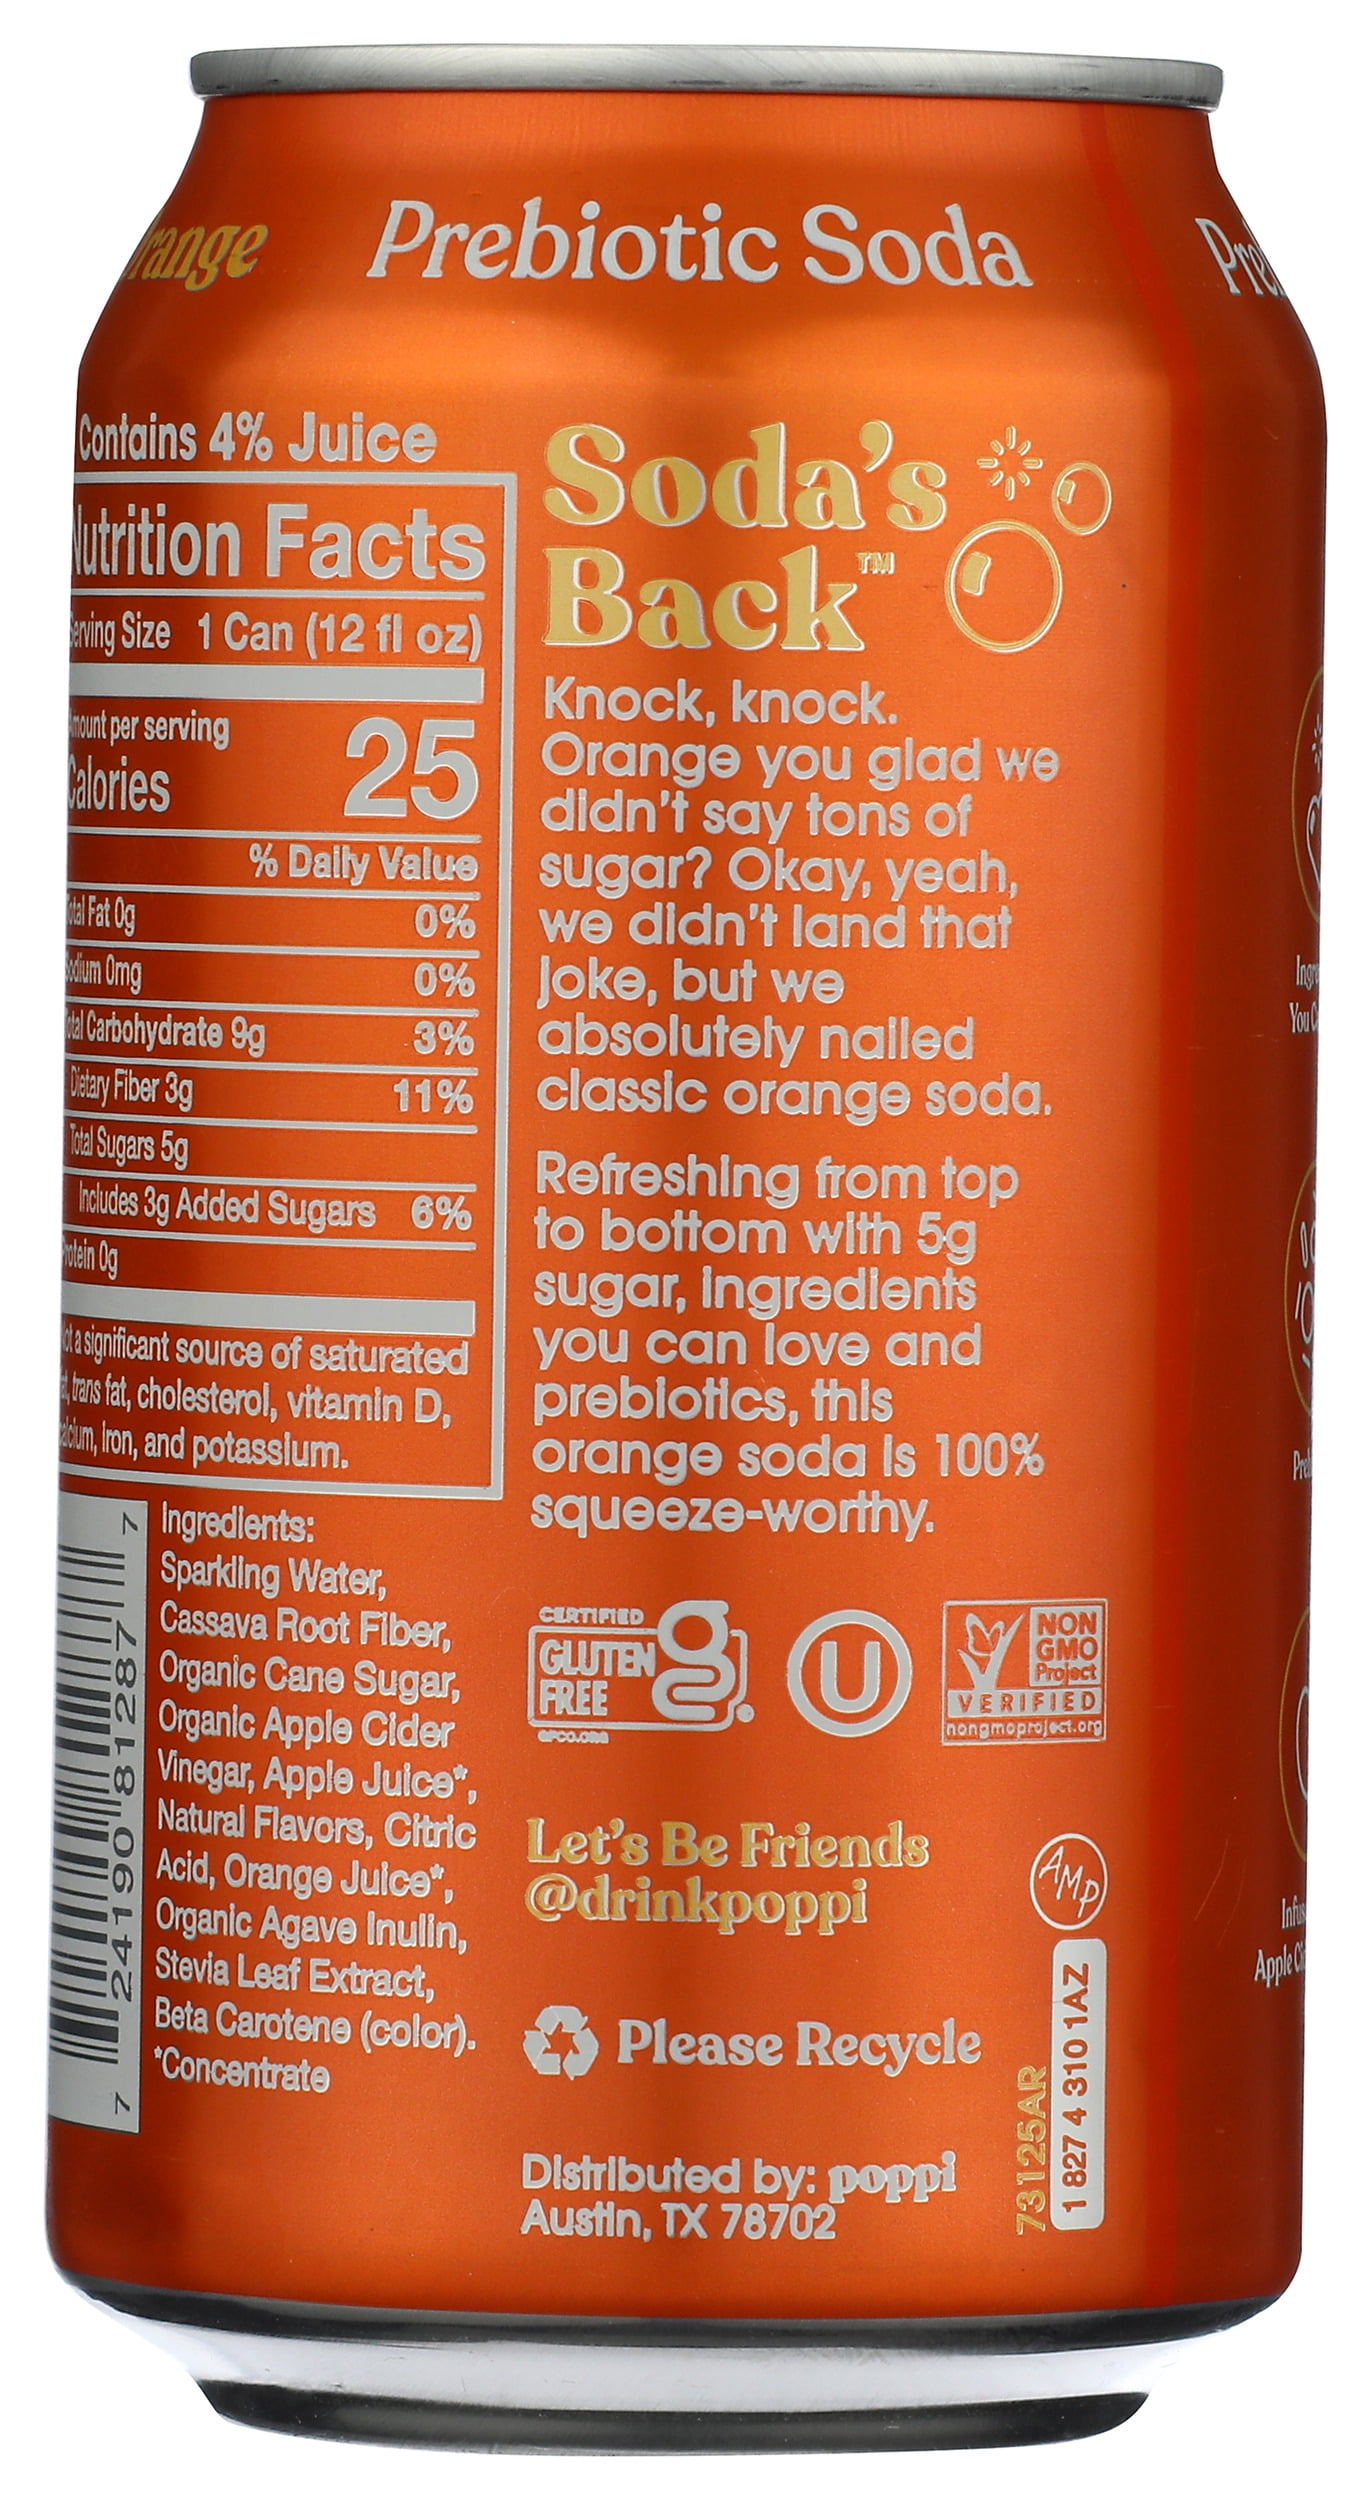 Prebiotic Soda
Contains 4% Juice
Nutrition Facts
Serving Size 1 Can (12 fl oz)
Amount per serving
Calories 25
% Daily Value
Total Fat 0g 0%
Sodium 0mg 0%
Total Carbohydrate 9g 3%
Dietary Fiber 3g 11%
Total Sugars 5g
Includes 3g Added Sugars 6%
Protein 0g
Not a significant source of saturated
fat, trans fat, cholesterol, vitamin D,
calcium, iron, and potassium.
7 24190 81287 7
Ingredients:
Sparkling Water,
Cassava Root Fiber,
Organic Cane Sugar,
Organic Apple Cider
Vinegar, Apple Juice*,
Natural Flavors, Citric
Acid, Orange Juice*,
Organic Agave Inulin,
Stevia Leaf Extract,
Beta Carotene (color).
*Concentrate
Soda's
Back™
Knock, knock.
Orange you glad we
didn't say tons of
sugar? Okay, yeah,
we didn't land that
joke, but we
absolutely nailed
classic orange soda.
Refreshing from top
to bottom with 5g
sugar, ingredients
you can love and
prebiotics, this
orange soda is 100%
squeeze-worthy.
CERTIFIED
GLUTEN
FREE
GFCO.ORG
U
NON
GMO
Project
VERIFIED
nongmoproject.org
Let's Be Friends
@drinkpoppi
AMP
Please Recycle
Distributed by: poppi
Austin, TX 78702
73125AR
1 827 4 310 1AZ